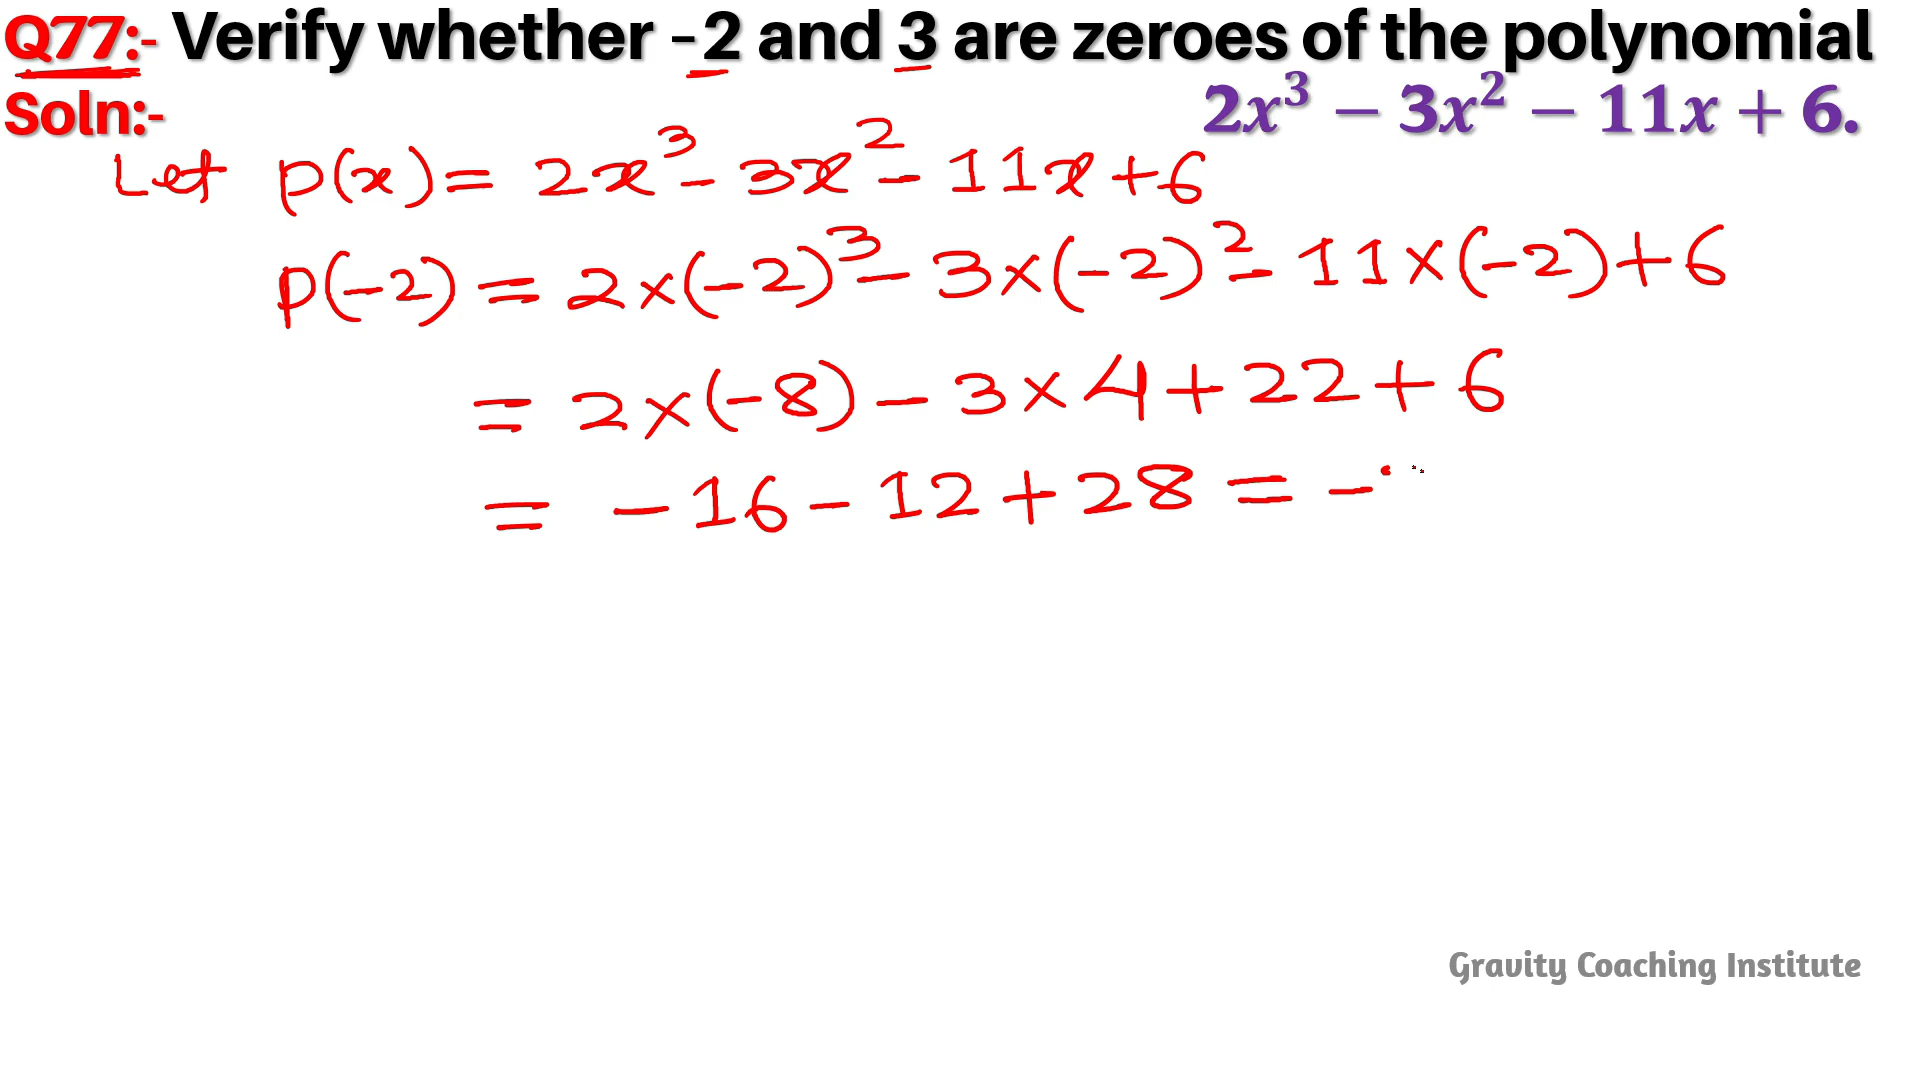 Q77:- Verify whether -2 and 3 are zeroes of the polynomial
2x³ − 3x² − 11x + 6.
Soln:-
Let p(x) = 2x³ - 3x² - 11x + 6
p(-2) = 2×(-2)³ - 3×(-2)² - 11×(-2) + 6
= 2×(-8) - 3×4 + 22 + 6
= -16 - 12 + 28 = -
Gravity Coaching Institute